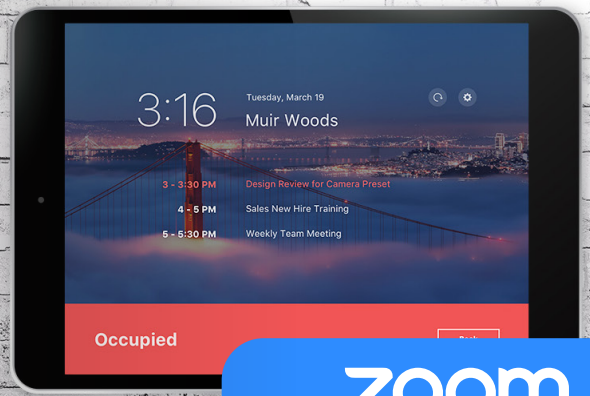 3:16
Tuesday, March 19
Muir Woods
3 - 3:30 PM Design Review for Camera Preset
4 - 5 PM Sales New Hire Training
5 - 5:30 PM Weekly Team Meeting
Occupied
zoom